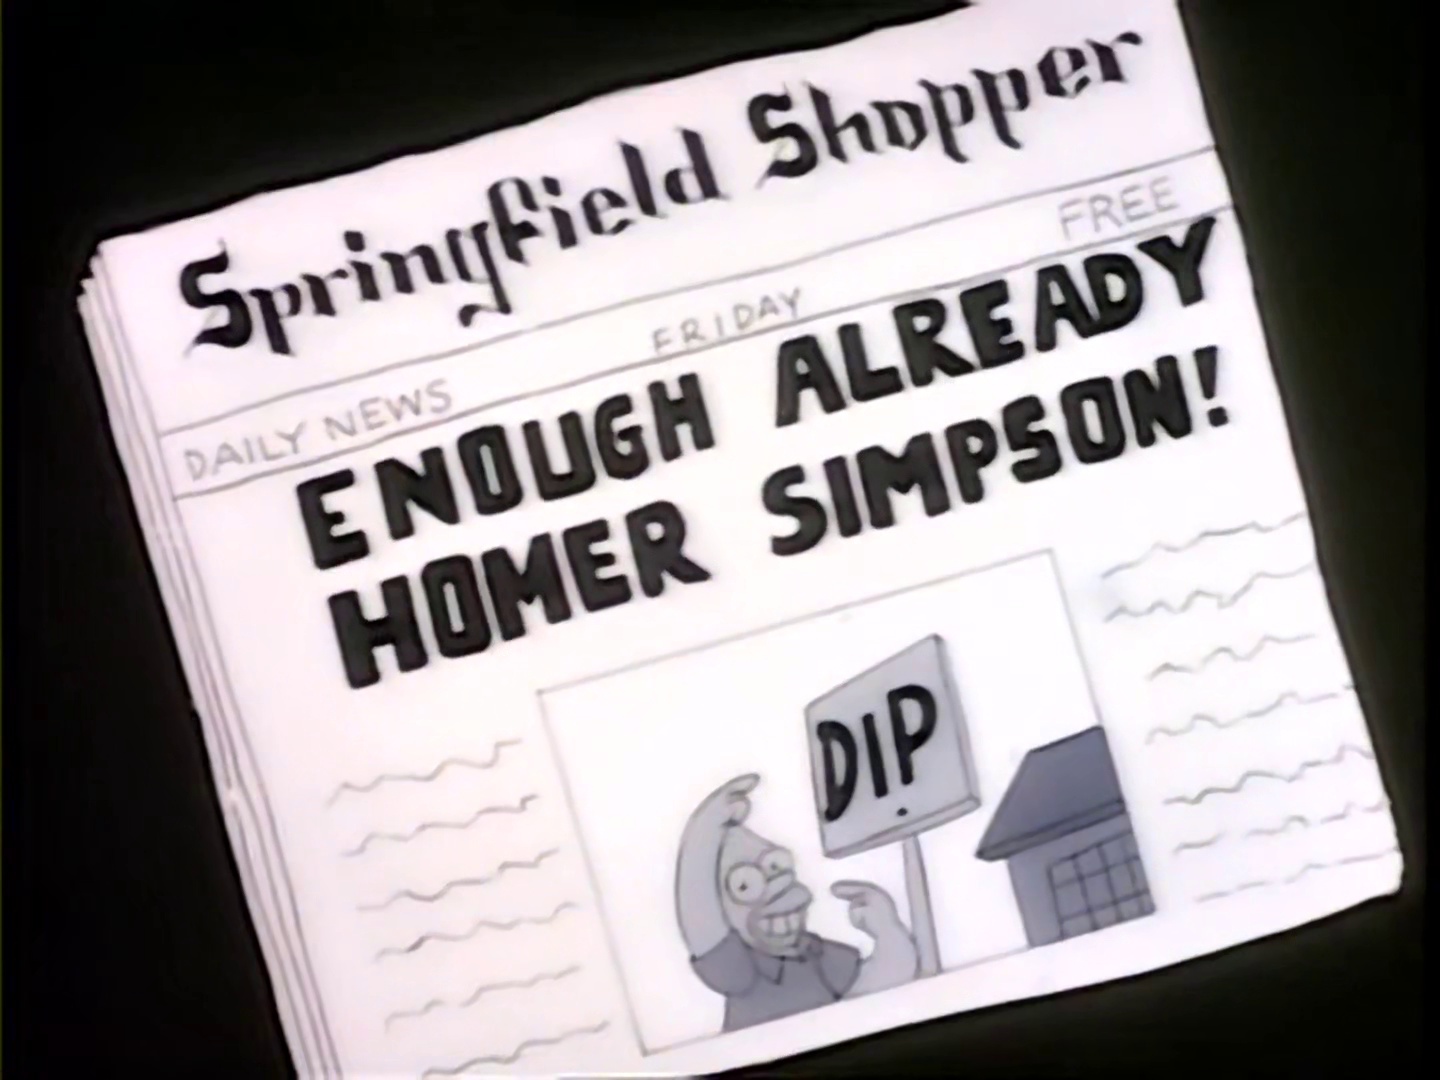 Springfield Shopper
DAILY NEWS FRIDAY FREE
ENOUGH ALREADY
HOMER SIMPSON!
DIP